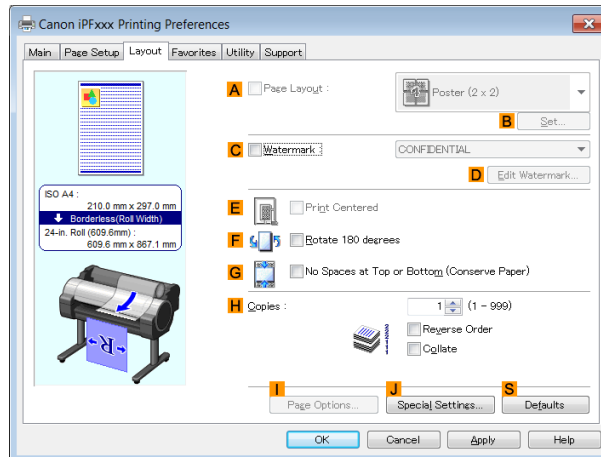 Canon iPFxxx Printing Preferences
Main Page Setup Layout Favorites Utility Support
A Page Layout : Poster (2 x 2)
B Set...
C Watermark : CONFIDENTIAL
D Edit Watermark...
ISO A4 :
210.0 mm x 297.0 mm
Borderless(Roll Width)
24-in. Roll (609.6mm) :
609.6 mm x 867.1 mm
E Print Centered
F Rotate 180 degrees
G No Spaces at Top or Bottom (Conserve Paper)
H Copies : 1 (1 - 999)
Reverse Order
Collate
R
I J S
Page Options... Special Settings... Defaults
OK Cancel Apply Help